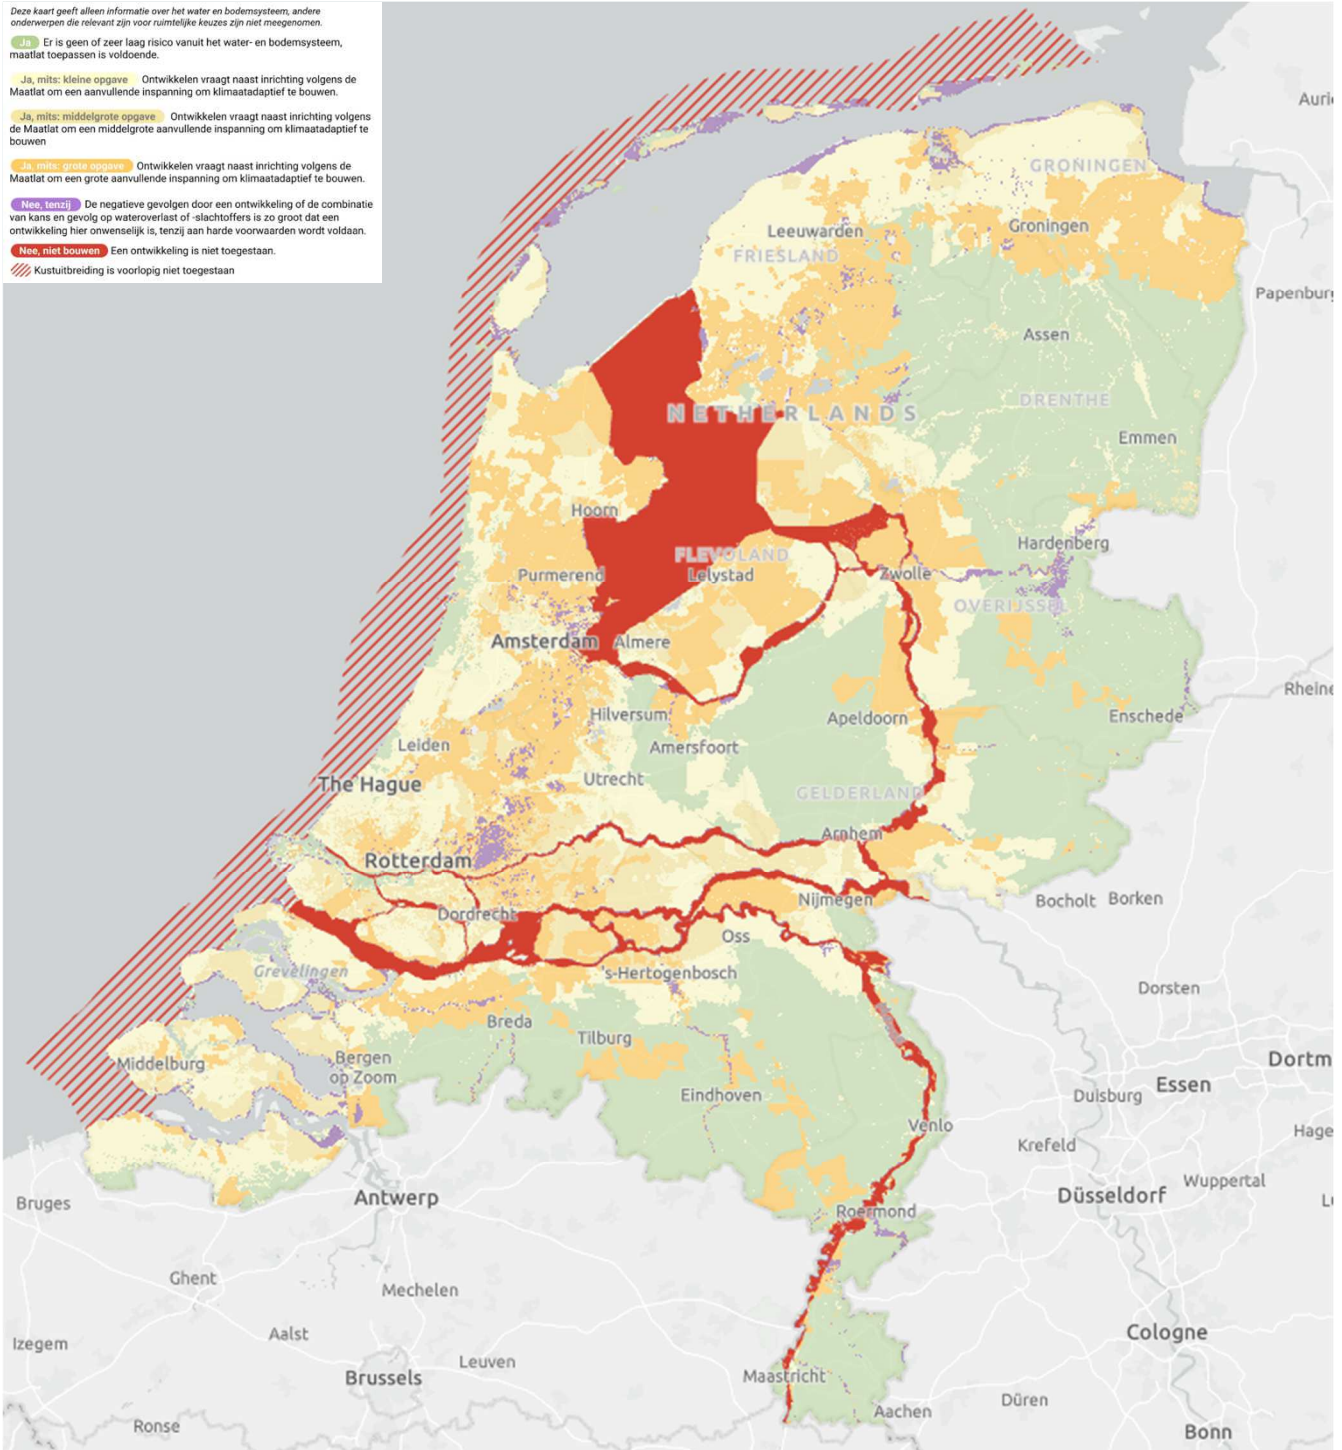 Deze kaart geeft alleen informatie over het water en bodemsysteem, andere
onderwerpen die relevant zijn voor ruimtelijke keuzes zijn niet meegenomen.
Ja Er is geen of zeer laag risico vanuit het water- en bodemsysteem,
maatlat toepassen is voldoende.
Ja, mits: kleine opgave Ontwikkelen vraagt naast inrichting volgens de
Maatlat om een aanvullende inspanning om klimaatadaptief te bouwen.
Ja, mits: middelgrote opgave Ontwikkelen vraagt naast inrichting volgens
de Maatlat om een middelgrote aanvullende inspanning om klimaatadaptief te
bouwen
Ja, mits: grote opgave Ontwikkelen vraagt naast inrichting volgens de
Maatlat om een grote aanvullende inspanning om klimaatadaptief te bouwen.
Nee, tenzij De negatieve gevolgen door een ontwikkeling of de combinatie
van kans en gevolg op wateroverlast of -slachtoffers is zo groot dat een
ontwikkeling hier onwenselijk is, tenzij aan harde voorwaarden wordt voldaan.
Nee, niet bouwen Een ontwikkeling is niet toegestaan.
Kustuitbreiding is voorlopig niet toegestaan
GRONINGEN
Groningen
Leeuwarden
FRIESLAND
Papenburg
Assen
DRENTHE
NETHERLANDS
Emmen
Hoorn
Hardenberg
FLEVOLAND
Lelystad
Purmerend
Zwolle
OVERIJSSEL
Amsterdam
Almere
Rheine
Hilversum
Apeldoorn
Enschede
Leiden
Amersfoort
Utrecht
The Hague
GELDERLAND
Arnhem
Rotterdam
Nijmegen
Bocholt
Borken
Dordrecht
Oss
Grevelingen
's-Hertogenbosch
Dorsten
Breda
Tilburg
Middelburg
Bergen
op Zoom
Eindhoven
Dortm
Essen
Duisburg
Venlo
Krefeld
Hage
Wuppertal
Düsseldorf
Antwerp
Bruges
Roermond
Ghent
Mechelen
Izegem
Aalst
Cologne
Leuven
Brussels
Maastricht
Düren
Aachen
Ronse
Bonn